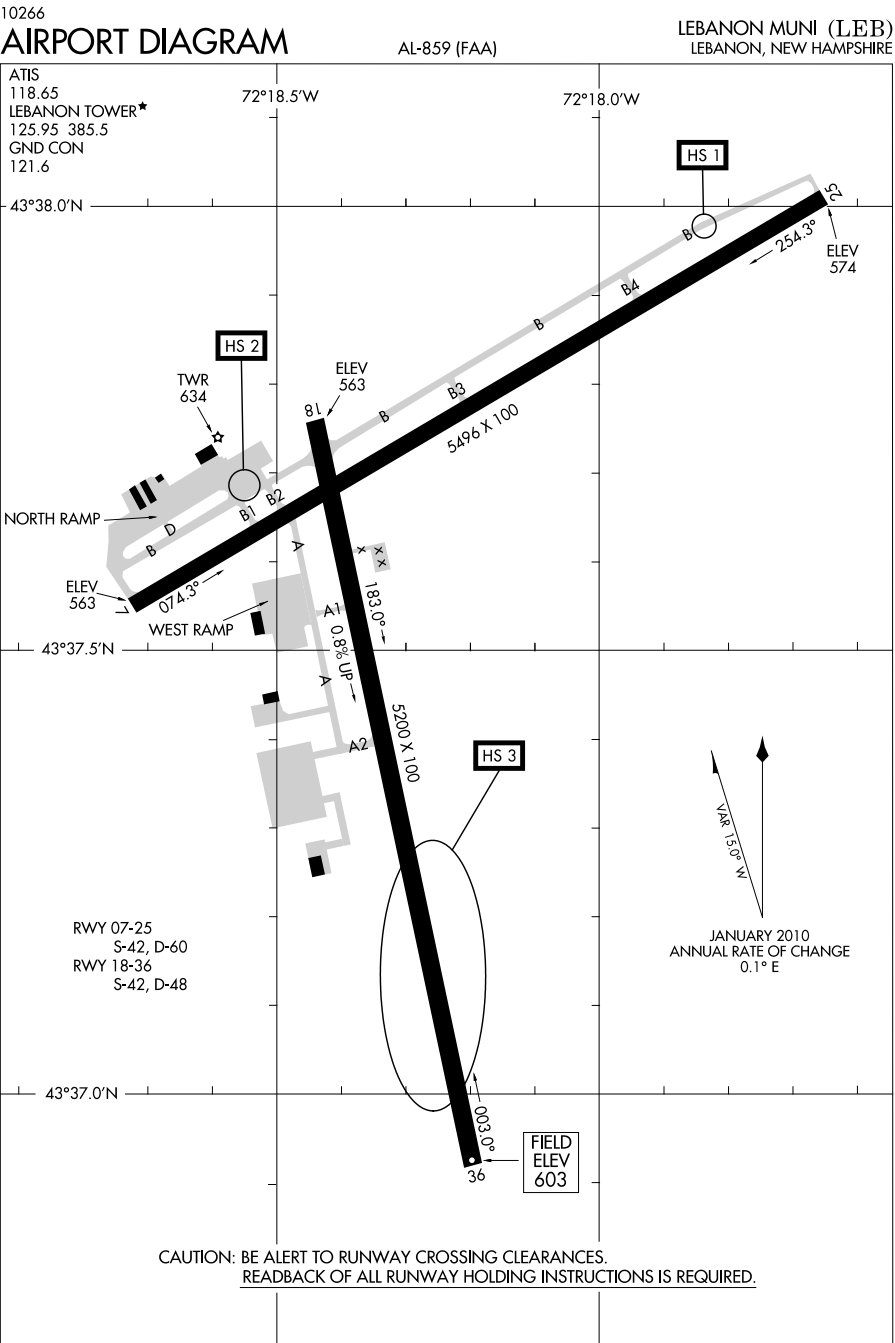 10266
AIRPORT DIAGRAM
AL-859 (FAA)
LEBANON MUNI (LEB)
LEBANON, NEW HAMPSHIRE
ATIS
118.65
LEBANON TOWER★
125.95 385.5
GND CON
121.6
72°18.5'W
72°18.0'W
43°38.0'N
HS 1
25
B
254.3°
ELEV
574
B4
B
HS 2
TWR
634
ELEV
563
18
B3
B
5496 X 100
NORTH RAMP
B2
B1
D
B
A
x
x x
ELEV
563
7
074.3°
WEST RAMP
A1
183.0°
0.8% UP
43°37.5'N
A
5200 X 100
A2
HS 3
VAR 15.0° W
JANUARY 2010
ANNUAL RATE OF CHANGE
0.1° E
RWY 07-25
S-42, D-60
RWY 18-36
S-42, D-48
43°37.0'N
003.0°
36
FIELD
ELEV
603
CAUTION: BE ALERT TO RUNWAY CROSSING CLEARANCES.
READBACK OF ALL RUNWAY HOLDING INSTRUCTIONS IS REQUIRED.